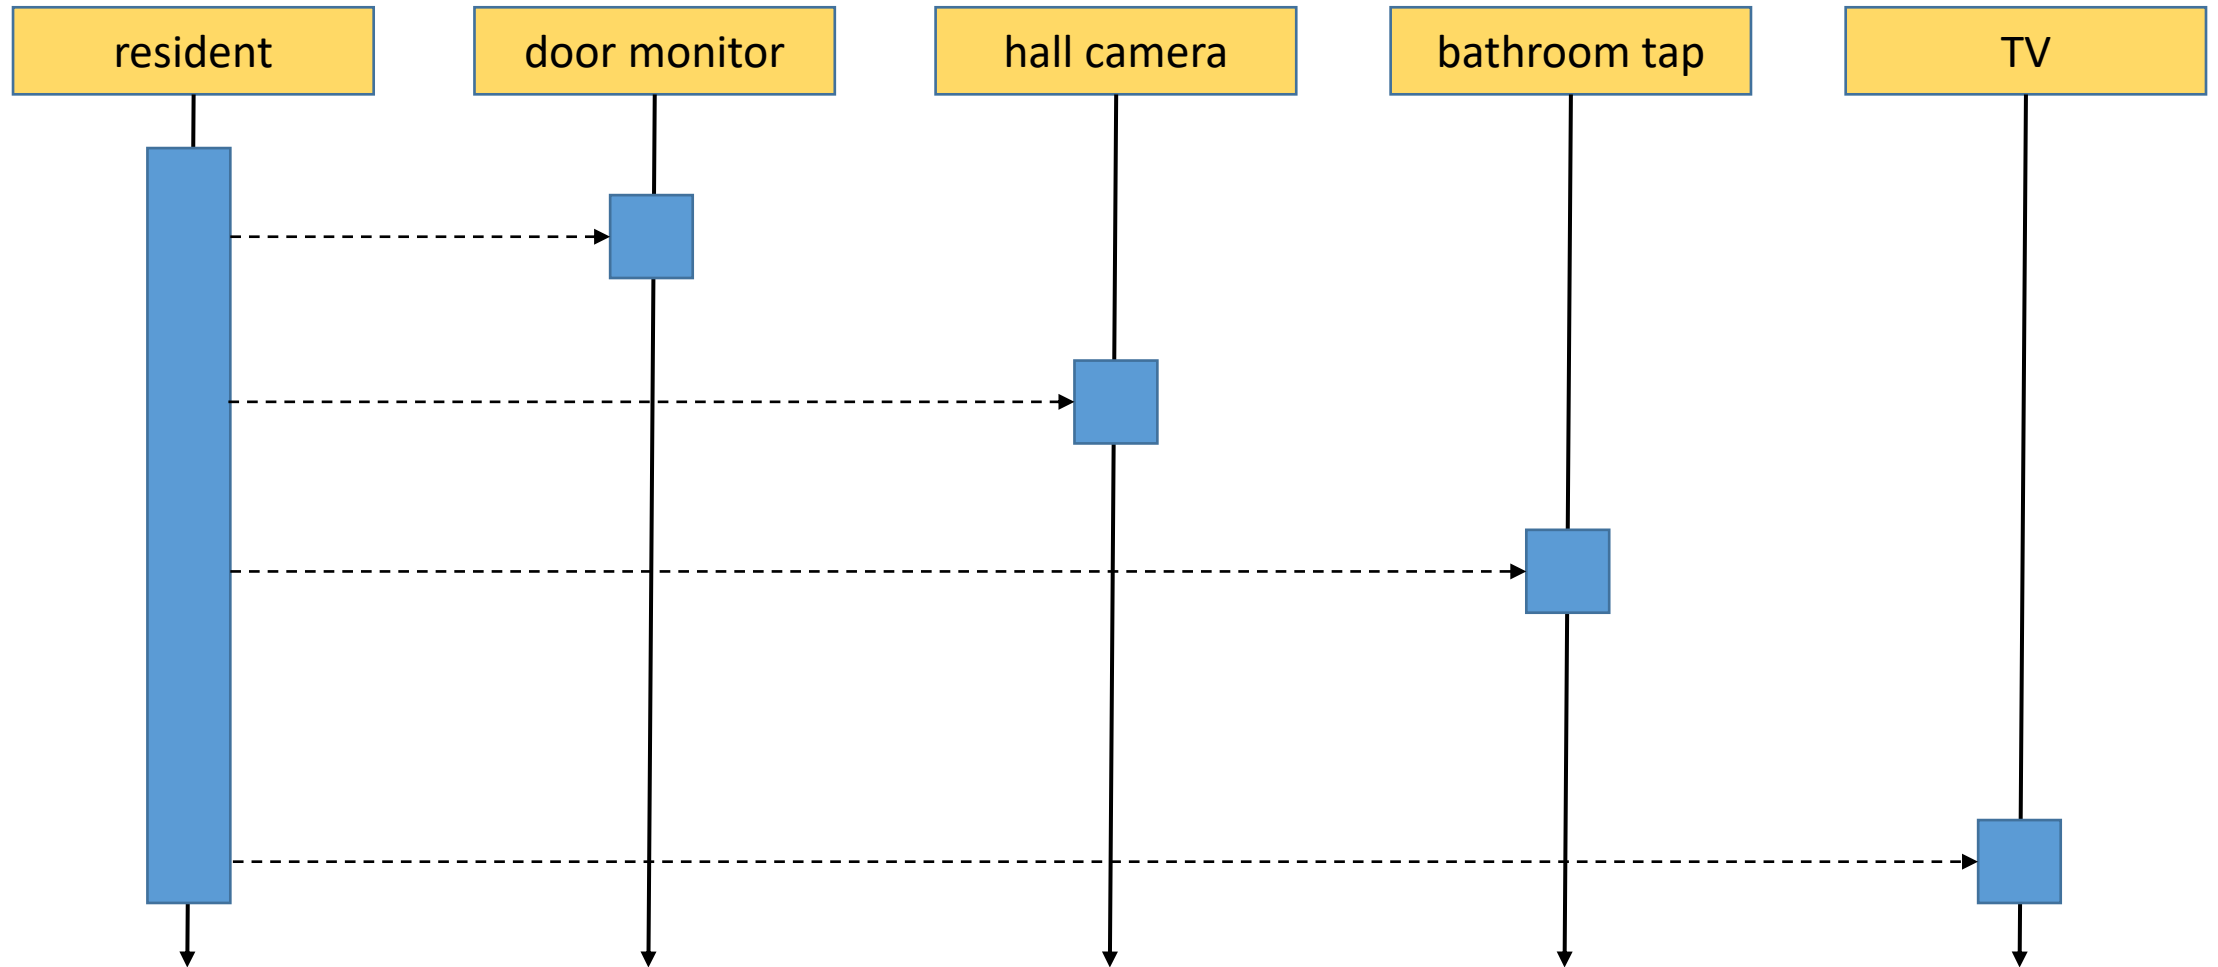 resident
door monitor
hall camera
bathroom tap
TV